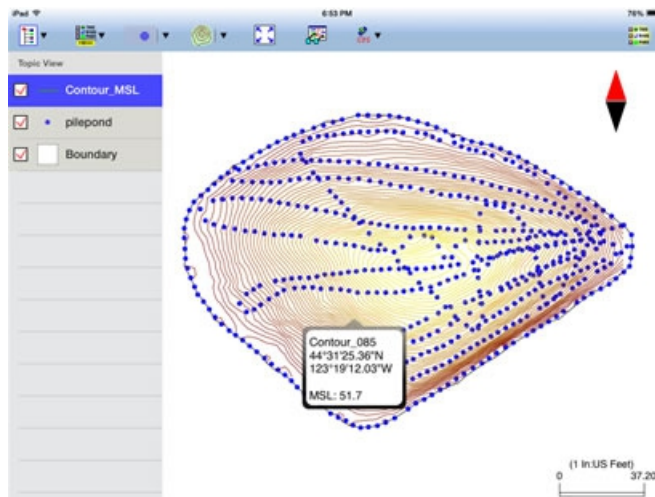 iPad
6:53 PM
76%
Topic View
Contour_MSL
pilepond
Boundary
Contour_085
44°31'25.36"N
123°19'12.03"W
MSL: 51.7
(1 In:US Feet)
0 37.20